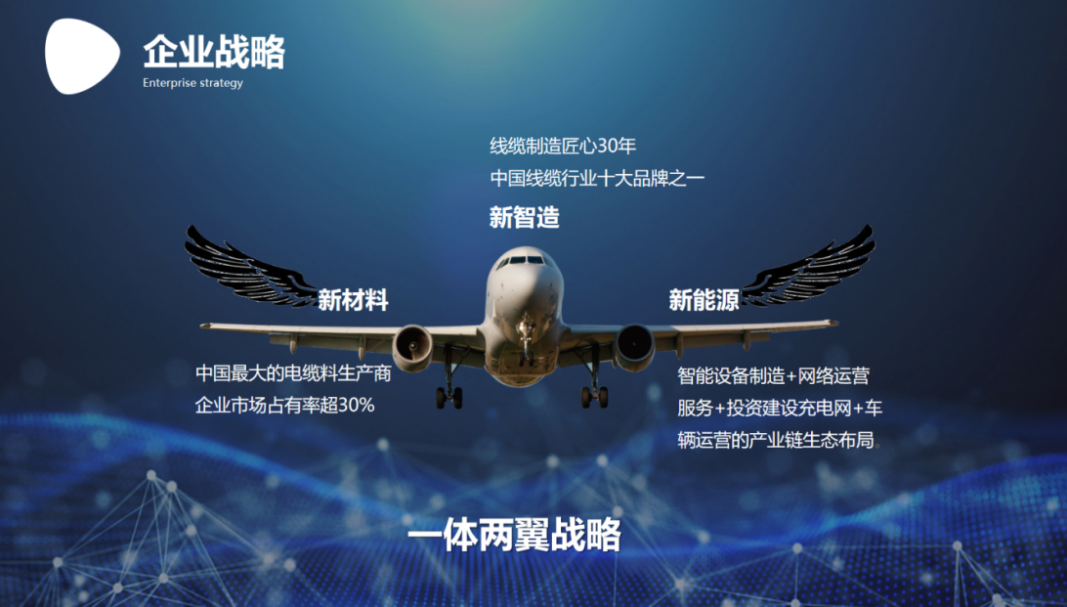 企业战略
Enterprise strategy
线缆制造匠心30年
中国线缆行业十大品牌之一
新智造
新材料
新能源
中国最大的电缆料生产商
企业市场占有率超30%
智能设备制造+网络运营
服务+投资建设充电网+车
辆运营的产业链生态布局
一体两翼战略